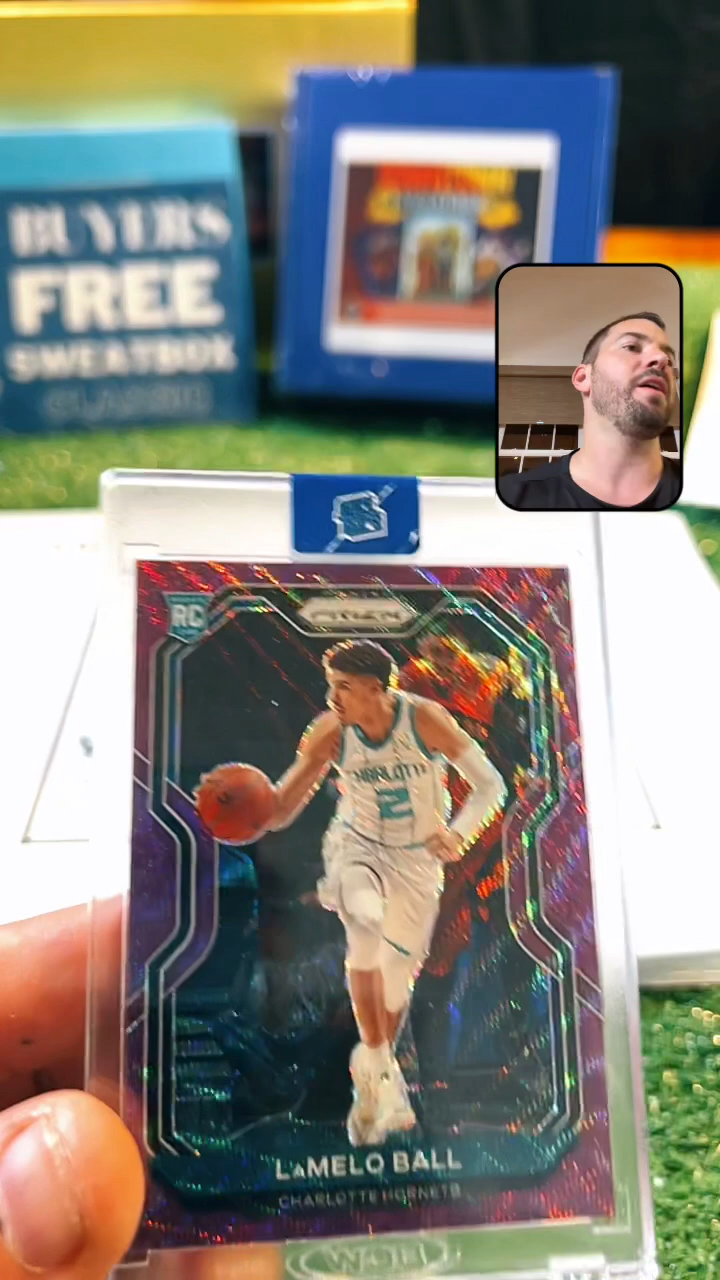 BUYERS
FREE
SWEATBOX
RC
PRIZM
CHARLOTTE
2
LAMELO BALL
CHARLOTTE HORNETS